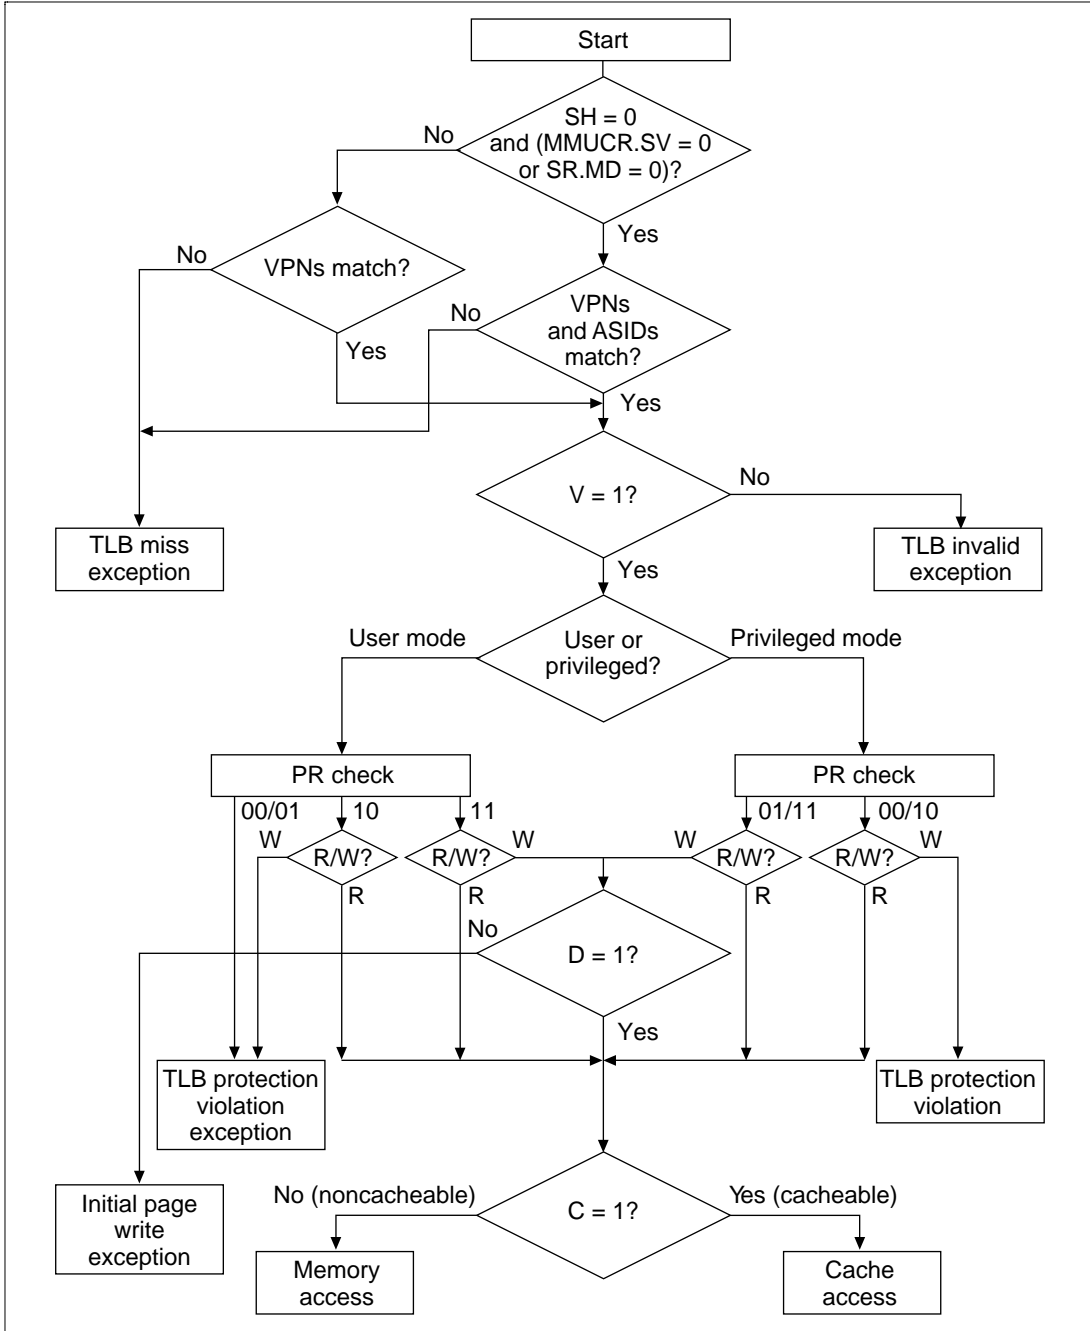 Start
SH = 0
and (MMUCR.SV = 0
or SR.MD = 0)?
No
Yes
VPNs match?
No
Yes
VPNs
and ASIDs
match?
No
Yes
V = 1?
No
Yes
TLB miss
exception
TLB invalid
exception
User or
privileged?
User mode
Privileged mode
PR check
PR check
00/01
10
11
01/11
00/10
W
R/W?
R/W?
W
W
R/W?
R/W?
W
R
R
R
R
No
D = 1?
Yes
TLB protection
violation
exception
TLB protection
violation
Initial page
write
exception
No (noncacheable)
C = 1?
Yes (cacheable)
Memory
access
Cache
access